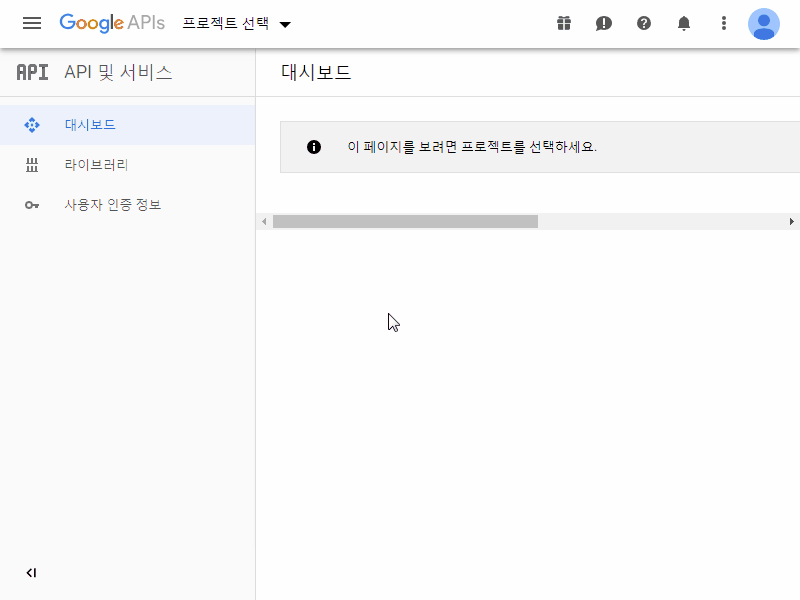 Google APIs 프로젝트 선택
API API 및 서비스
대시보드
대시보드
이 페이지를 보려면 프로젝트를 선택하세요.
라이브러리
사용자 인증 정보